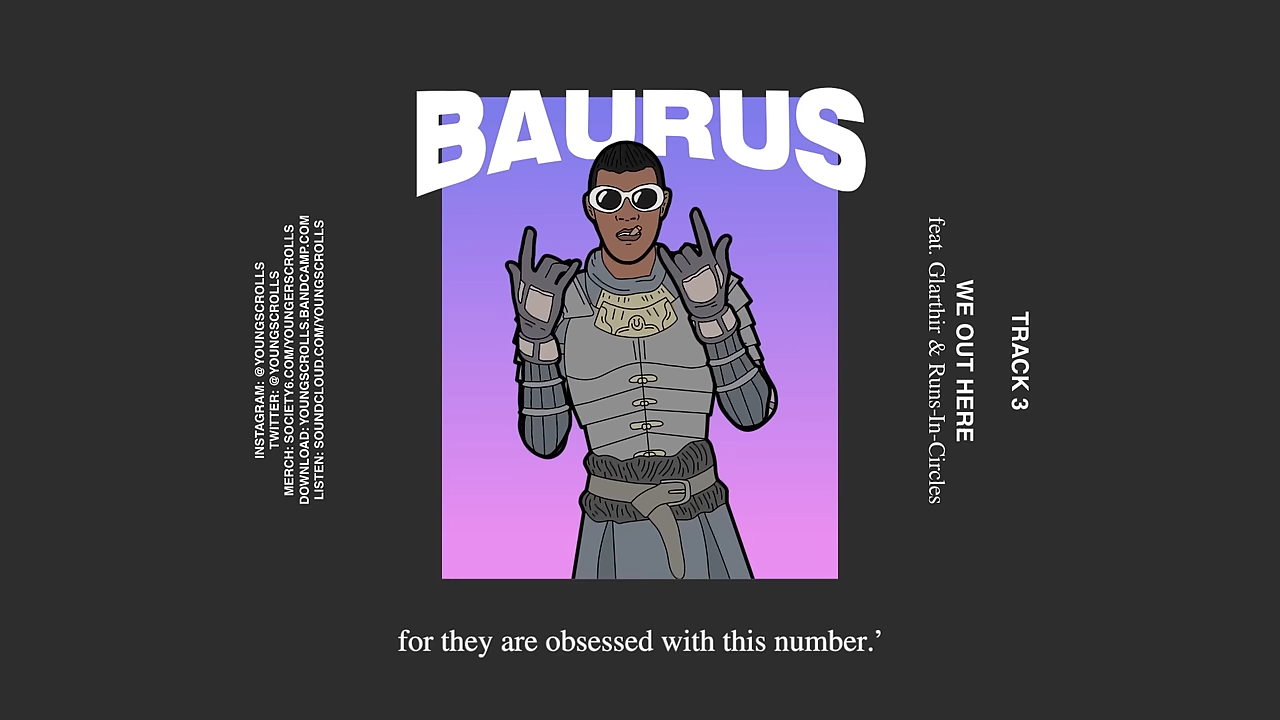 BAURUS
INSTAGRAM: @YOUNGSCROLLS
TWITTER: @YOUNGSCROLLS
MERCH: SOCIETY6.COM/YOUNGERSCROLLS
DOWNLOAD: YOUNGSCROLLS.BANDCAMP.COM
LISTEN: SOUNDCLOUD.COM/YOUNGSCROLLS
TRACK 3
WE OUT HERE
feat. Glarthir & Runs-In-Circles
for they are obsessed with this number.’